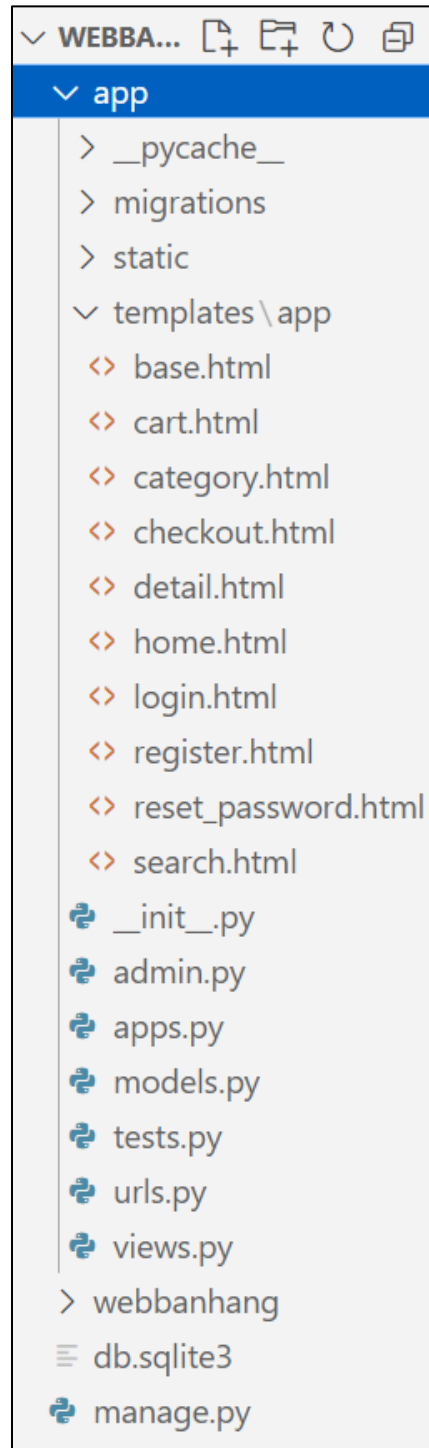 WEBBA...
app
__pycache__
migrations
static
templates\app
base.html
cart.html
category.html
checkout.html
detail.html
home.html
login.html
register.html
reset_password.html
search.html
__init__.py
admin.py
apps.py
models.py
tests.py
urls.py
views.py
webbanhang
db.sqlite3
manage.py